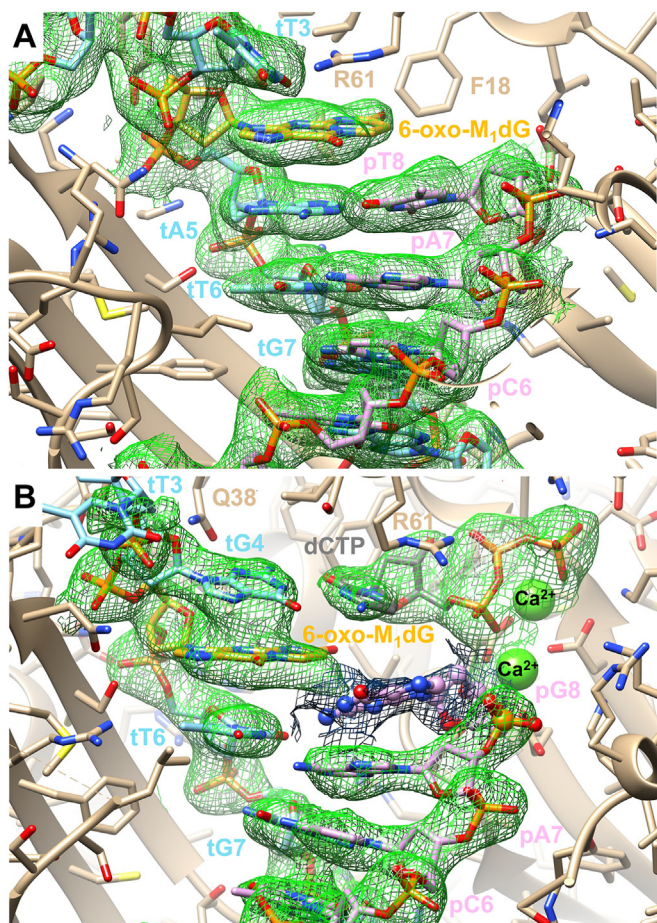 A
tT3
R61
F18
6-oxo-M₁dG
pT8
tA5
pA7
tT6
tG7
pC6
B
tT3
Q38
tG4
dCTP
R61
Ca²⁺
6-oxo-M₁dG
Ca²⁺
pG8
tT6
pA7
tG7
pC6